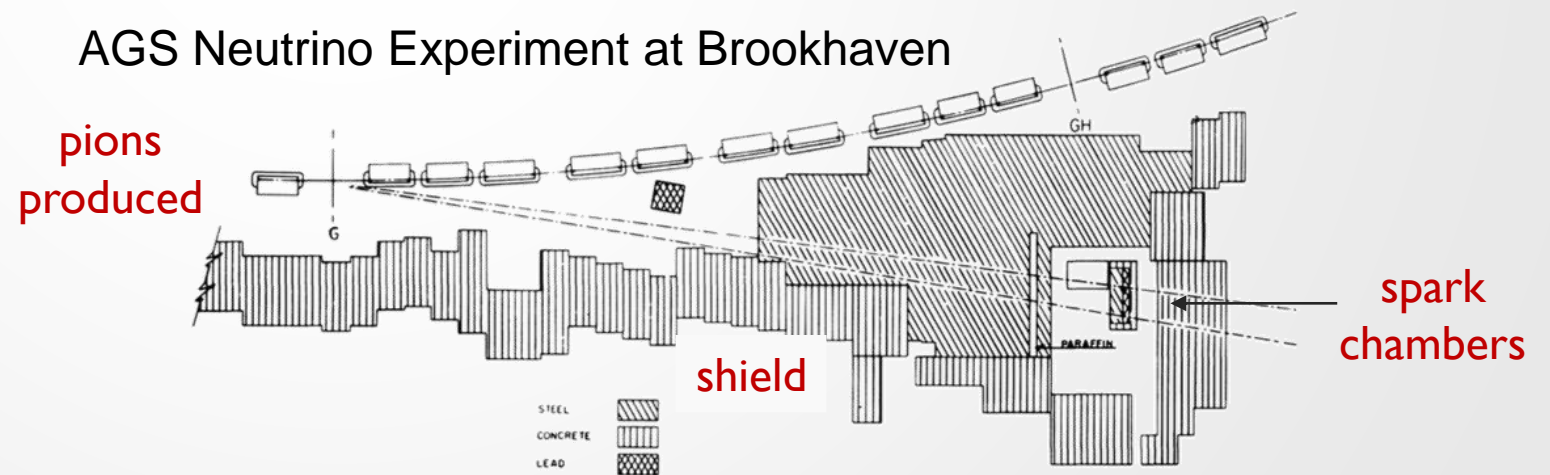 AGS Neutrino Experiment at Brookhaven
pions
produced
G
GH
spark
chambers
PARAFFIN
shield
STEEL
CONCRETE
LEAD